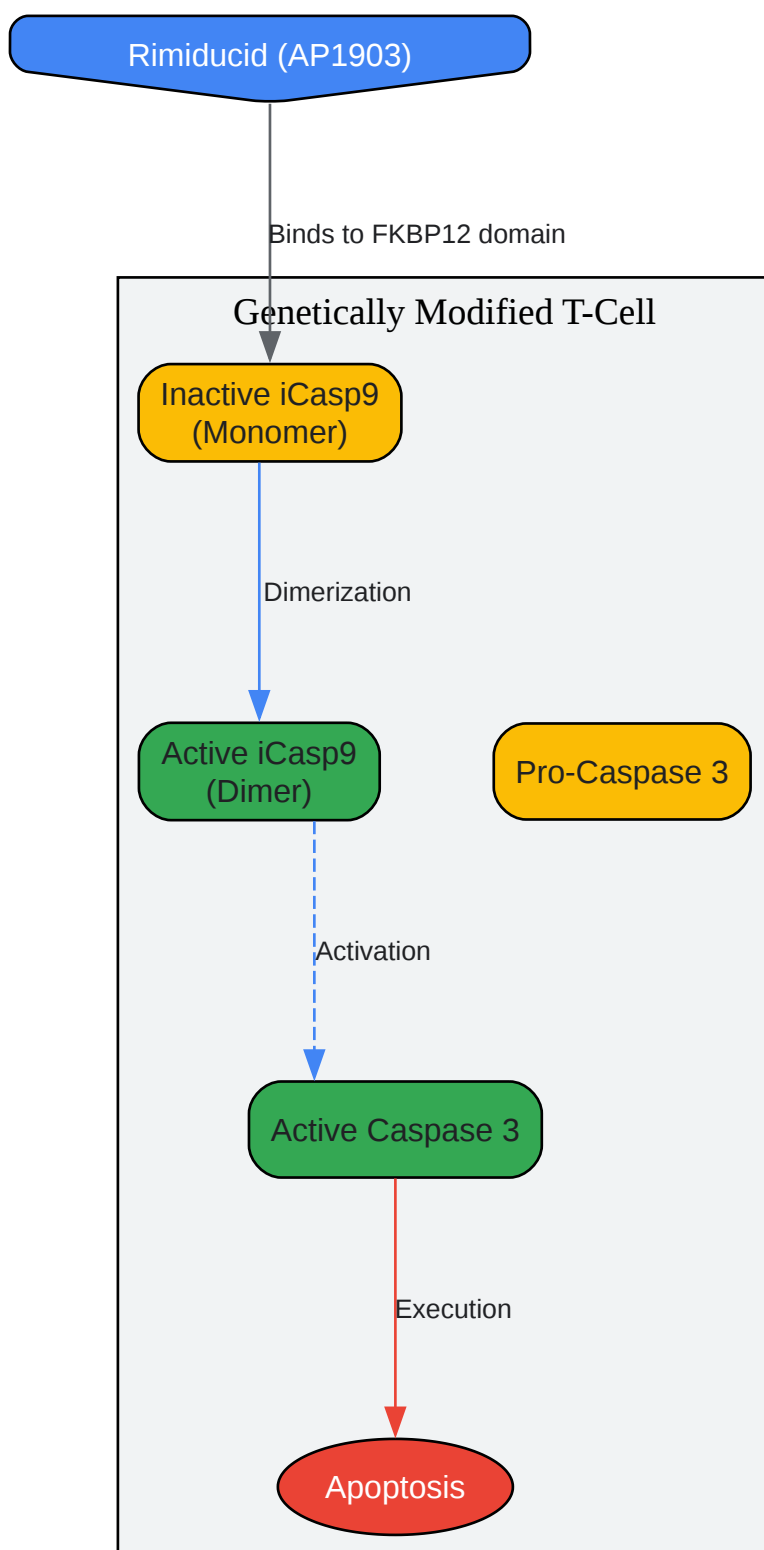 Rimiducid (AP1903)
Binds to FKBP12 domain
Genetically Modified T-Cell
Inactive iCasp9
(Monomer)
Dimerization
Active iCasp9
(Dimer)
Pro-Caspase 3
Activation
Active Caspase 3
Execution
Apoptosis